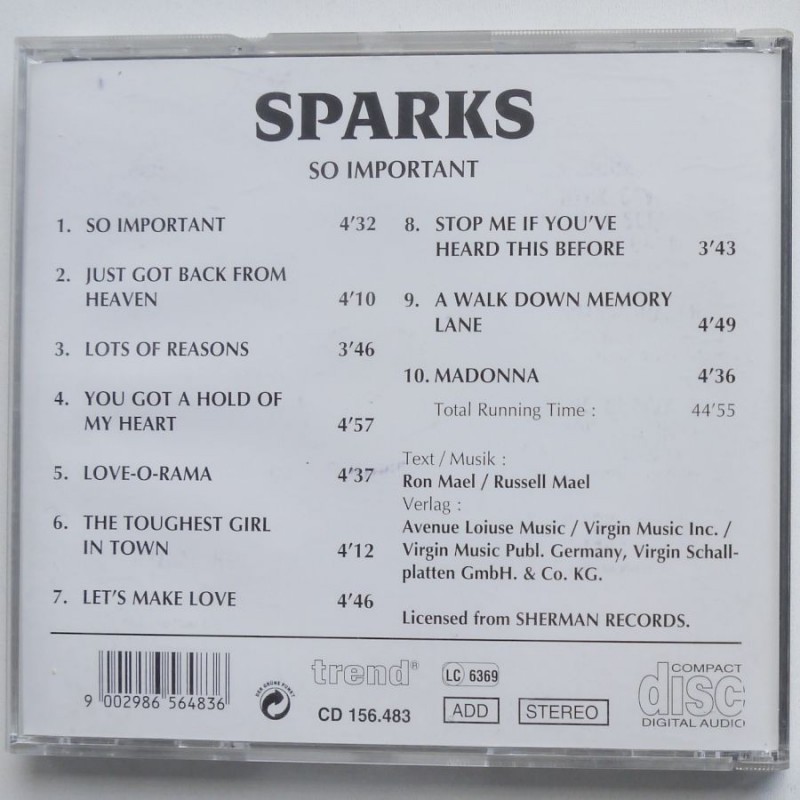 SPARKS
SO IMPORTANT
1. SO IMPORTANT 4'32
2. JUST GOT BACK FROM
HEAVEN 4'10
3. LOTS OF REASONS 3'46
4. YOU GOT A HOLD OF
MY HEART 4'57
5. LOVE-O-RAMA 4'37
6. THE TOUGHEST GIRL
IN TOWN 4'12
7. LET'S MAKE LOVE 4'46
8. STOP ME IF YOU'VE
HEARD THIS BEFORE 3'43
9. A WALK DOWN MEMORY
LANE 4'49
10. MADONNA 4'36
Total Running Time : 44'55
Text / Musik :
Ron Mael / Russell Mael
Verlag :
Avenue Loiuse Music / Virgin Music Inc. /
Virgin Music Publ. Germany, Virgin Schall-
platten GmbH. & Co. KG.
Licensed from SHERMAN RECORDS.
9 002986 564836
DER GRÜNE PUNKT
trend®
CD 156.483
LC 6369
ADD
STEREO
COMPACT
disc
DIGITAL AUDIO